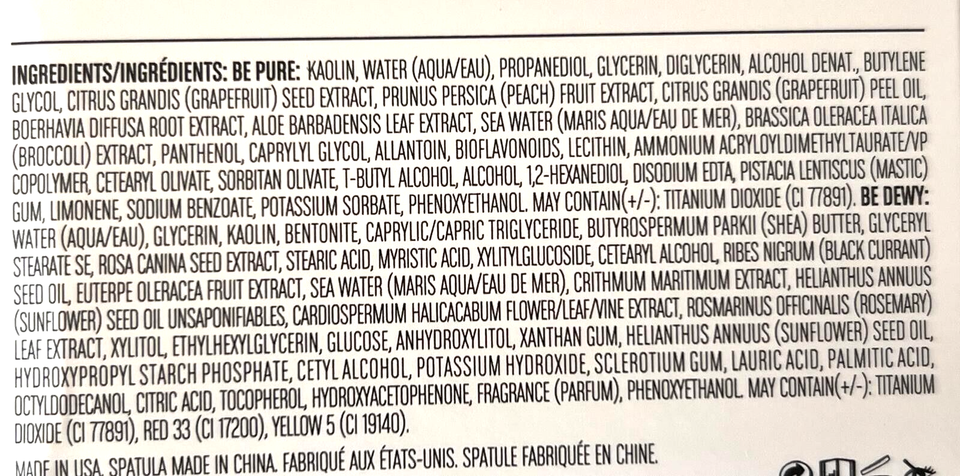 INGREDIENTS/INGRÉDIENTS: BE PURE: KAOLIN, WATER (AQUA/EAU), PROPANEDIOL, GLYCERIN, DIGLYCERIN, ALCOHOL DENAT., BUTYLENE
GLYCOL, CITRUS GRANDIS (GRAPEFRUIT) SEED EXTRACT, PRUNUS PERSICA (PEACH) FRUIT EXTRACT, CITRUS GRANDIS (GRAPEFRUIT) PEEL OIL,
BOERHAVIA DIFFUSA ROOT EXTRACT, ALOE BARBADENSIS LEAF EXTRACT, SEA WATER (MARIS AQUA/EAU DE MER), BRASSICA OLERACEA ITALICA
(BROCCOLI) EXTRACT, PANTHENOL, CAPRYLYL GLYCOL, ALLANTOIN, BIOFLAVONOIDS, LECITHIN, AMMONIUM ACRYLOYLDIMETHYLTAURATE/VP
COPOLYMER, CETEARYL OLIVATE, SORBITAN OLIVATE, T-BUTYL ALCOHOL, ALCOHOL, 1,2-HEXANEDIOL, DISODIUM EDTA, PISTACIA LENTISCUS (MASTIC)
GUM, LIMONENE, SODIUM BENZOATE, POTASSIUM SORBATE, PHENOXYETHANOL. MAY CONTAIN(+/-): TITANIUM DIOXIDE (CI 77891). BE DEWY:
WATER (AQUA/EAU), GLYCERIN, KAOLIN, BENTONITE, CAPRYLIC/CAPRIC TRIGLYCERIDE, BUTYROSPERMUM PARKII (SHEA) BUTTER, GLYCERYL
STEARATE SE, ROSA CANINA SEED EXTRACT, STEARIC ACID, MYRISTIC ACID, XYLITYLGLUCOSIDE, CETEARYL ALCOHOL, RIBES NIGRUM (BLACK CURRANT)
SEED OIL, EUTERPE OLERACEA FRUIT EXTRACT, SEA WATER (MARIS AQUA/EAU DE MER), CRITHMUM MARITIMUM EXTRACT, HELIANTHUS ANNUUS
(SUNFLOWER) SEED OIL UNSAPONIFIABLES, CARDIOSPERMUM HALICACABUM FLOWER/LEAF/VINE EXTRACT, ROSMARINUS OFFICINALIS (ROSEMARY)
LEAF EXTRACT, XYLITOL, ETHYLHEXYLGLYCERIN, GLUCOSE, ANHYDROXYLITOL, XANTHAN GUM, HELIANTHUS ANNUUS (SUNFLOWER) SEED OIL,
HYDROXYPROPYL STARCH PHOSPHATE, CETYL ALCOHOL, POTASSIUM HYDROXIDE, SCLEROTIUM GUM, LAURIC ACID, PALMITIC ACID,
OCTYLDODECANOL, CITRIC ACID, TOCOPHEROL, HYDROXYACETOPHENONE, FRAGRANCE (PARFUM), PHENOXYETHANOL. MAY CONTAIN(+/-): TITANIUM
DIOXIDE (CI 77891), RED 33 (CI 17200), YELLOW 5 (CI 19140).
MADE IN USA. SPATULA MADE IN CHINA. FABRIQUÉ AUX ÉTATS-UNIS. SPATULE FABRIQUÉE EN CHINE.